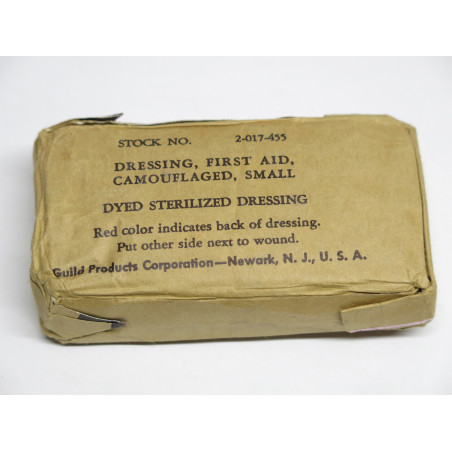 STOCK NO. 2-017-455
DRESSING, FIRST AID,
CAMOUFLAGED, SMALL
DYED STERILIZED DRESSING
Red color indicates back of dressing.
Put other side next to wound.
Guild Products Corporation—Newark, N. J., U. S. A.